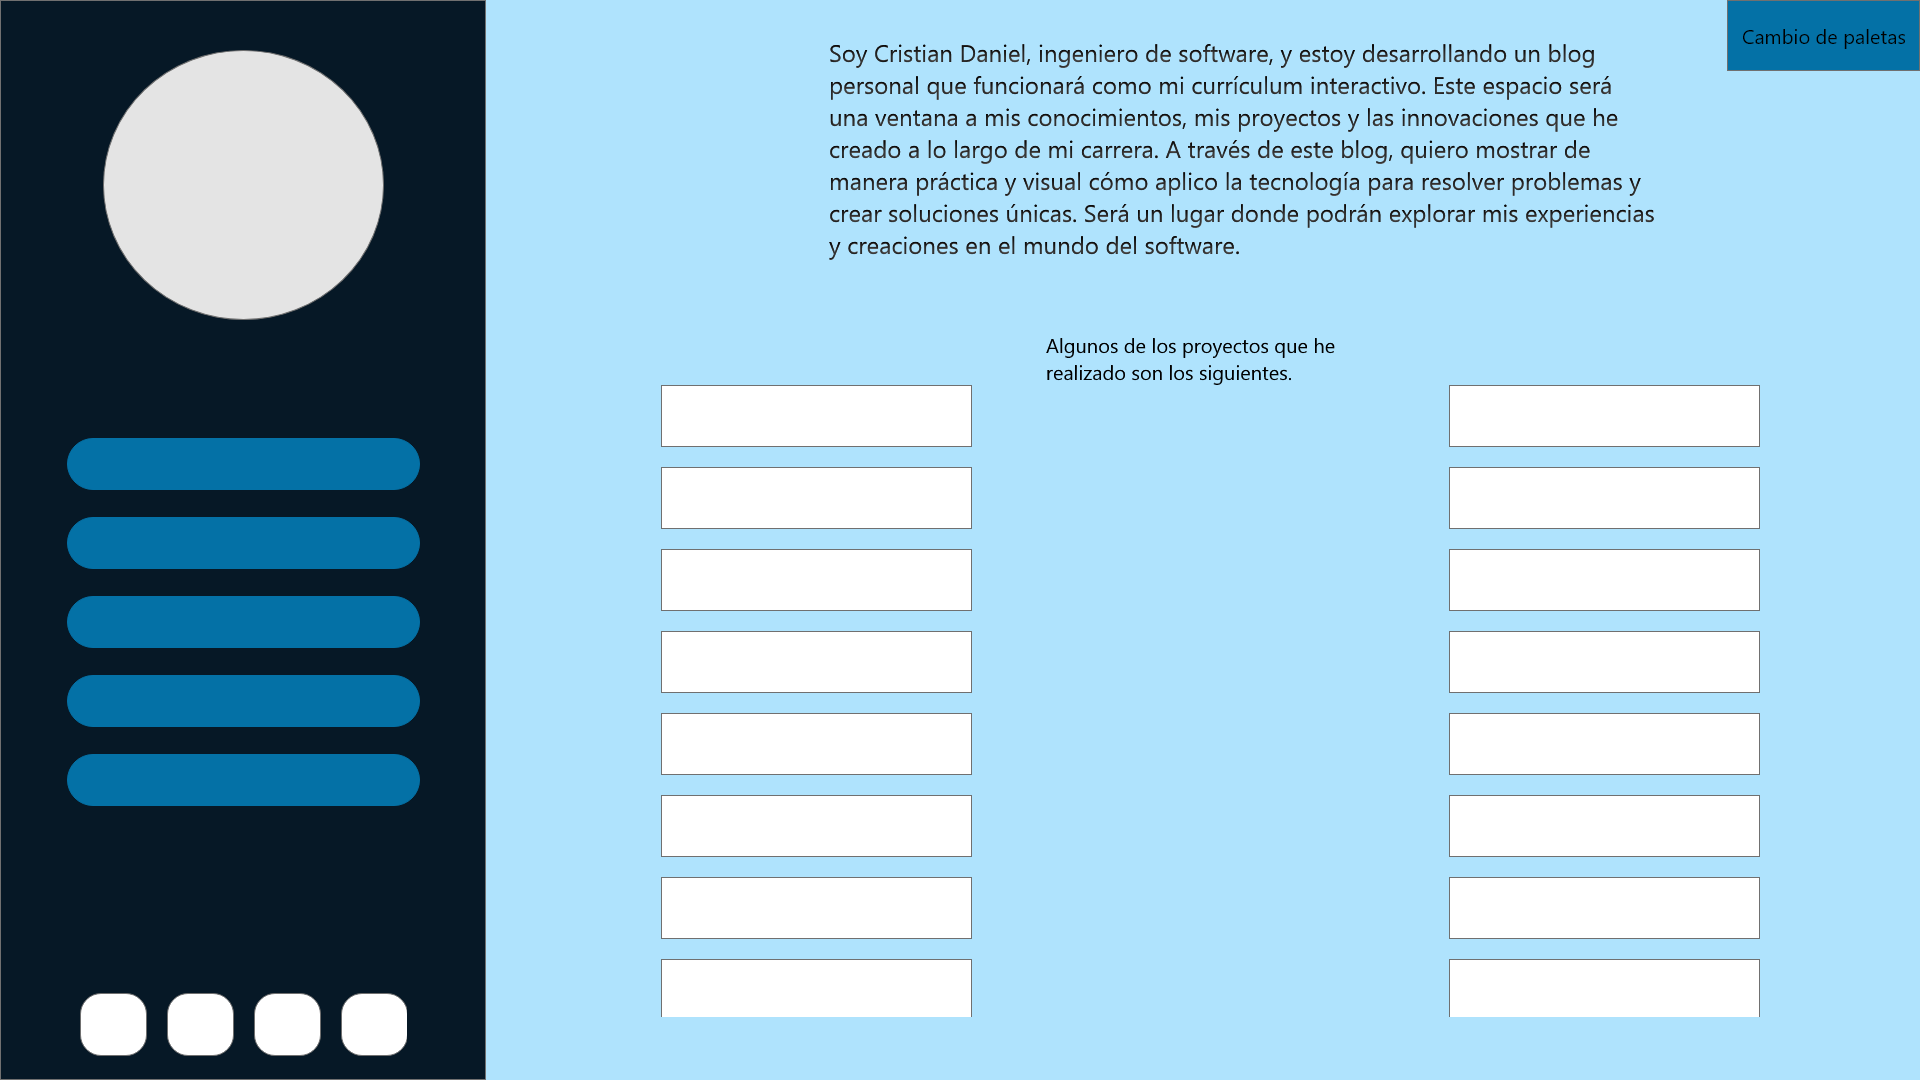 Cambio de paletas
Soy Cristian Daniel, ingeniero de software, y estoy desarrollando un blog
personal que funcionará como mi currículum interactivo. Este espacio será
una ventana a mis conocimientos, mis proyectos y las innovaciones que he
creado a lo largo de mi carrera. A través de este blog, quiero mostrar de
manera práctica y visual cómo aplico la tecnología para resolver problemas y
crear soluciones únicas. Será un lugar donde podrán explorar mis experiencias
y creaciones en el mundo del software.
Algunos de los proyectos que he
realizado son los siguientes.